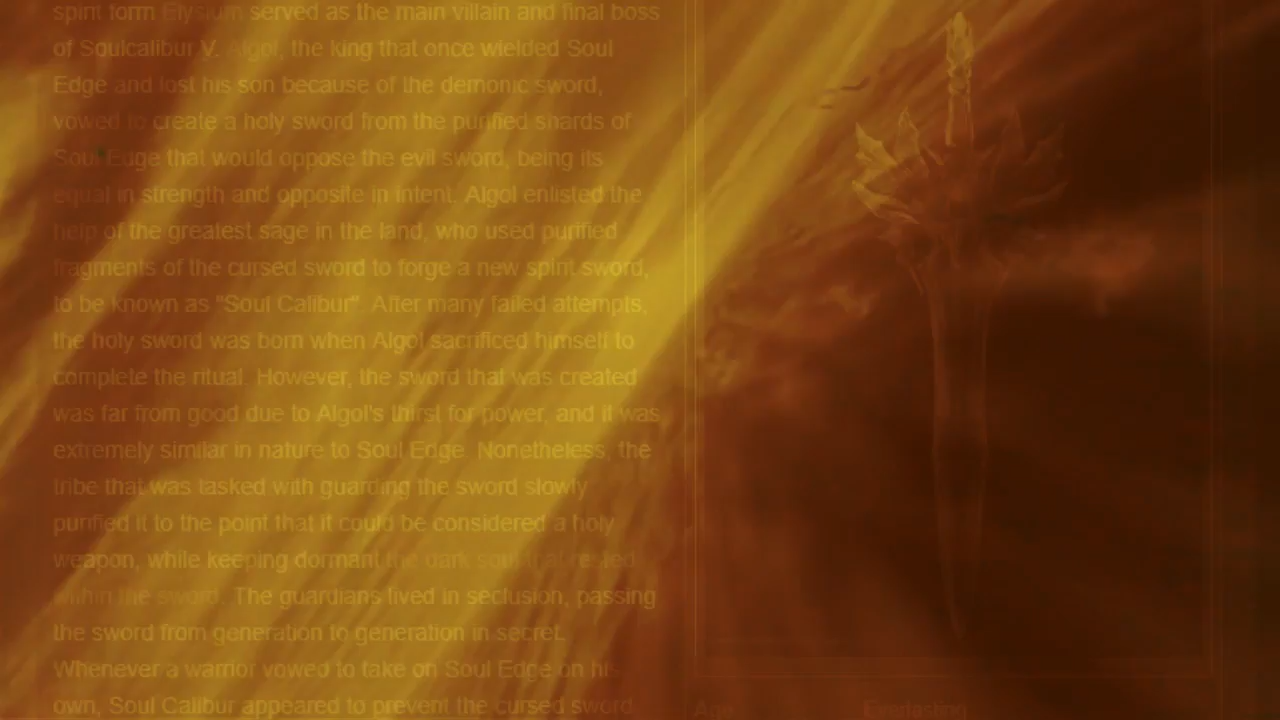 spirit form Elysium served as the main villain and final boss
of Soulcalibur V. Algol, the king that once wielded Soul
Edge and lost his son because of the demonic sword,
vowed to create a holy sword from the purified shards of
Soul Edge that would oppose the evil sword, being its
equal in strength and opposite in intent. Algol enlisted the
help of the greatest sage in the land, who used purified
fragments of the cursed sword to forge a new spirit sword,
to be known as "Soul Calibur". After many failed attempts,
the holy sword was born when Algol sacrificed himself to
complete the ritual. However, the sword that was created
was far from good due to Algol's thirst for power, and it was
extremely similar in nature to Soul Edge. Nonetheless, the
tribe that was tasked with guarding the sword slowly
purified it to the point that it could be considered a holy
weapon, while keeping dormant the dark soul that resided
within the sword. The guardians lived in seclusion, passing
the sword from generation to generation in secret.
Whenever a warrior vowed to take on Soul Edge on his
own, Soul Calibur appeared to prevent the cursed sword
Age Everlasting